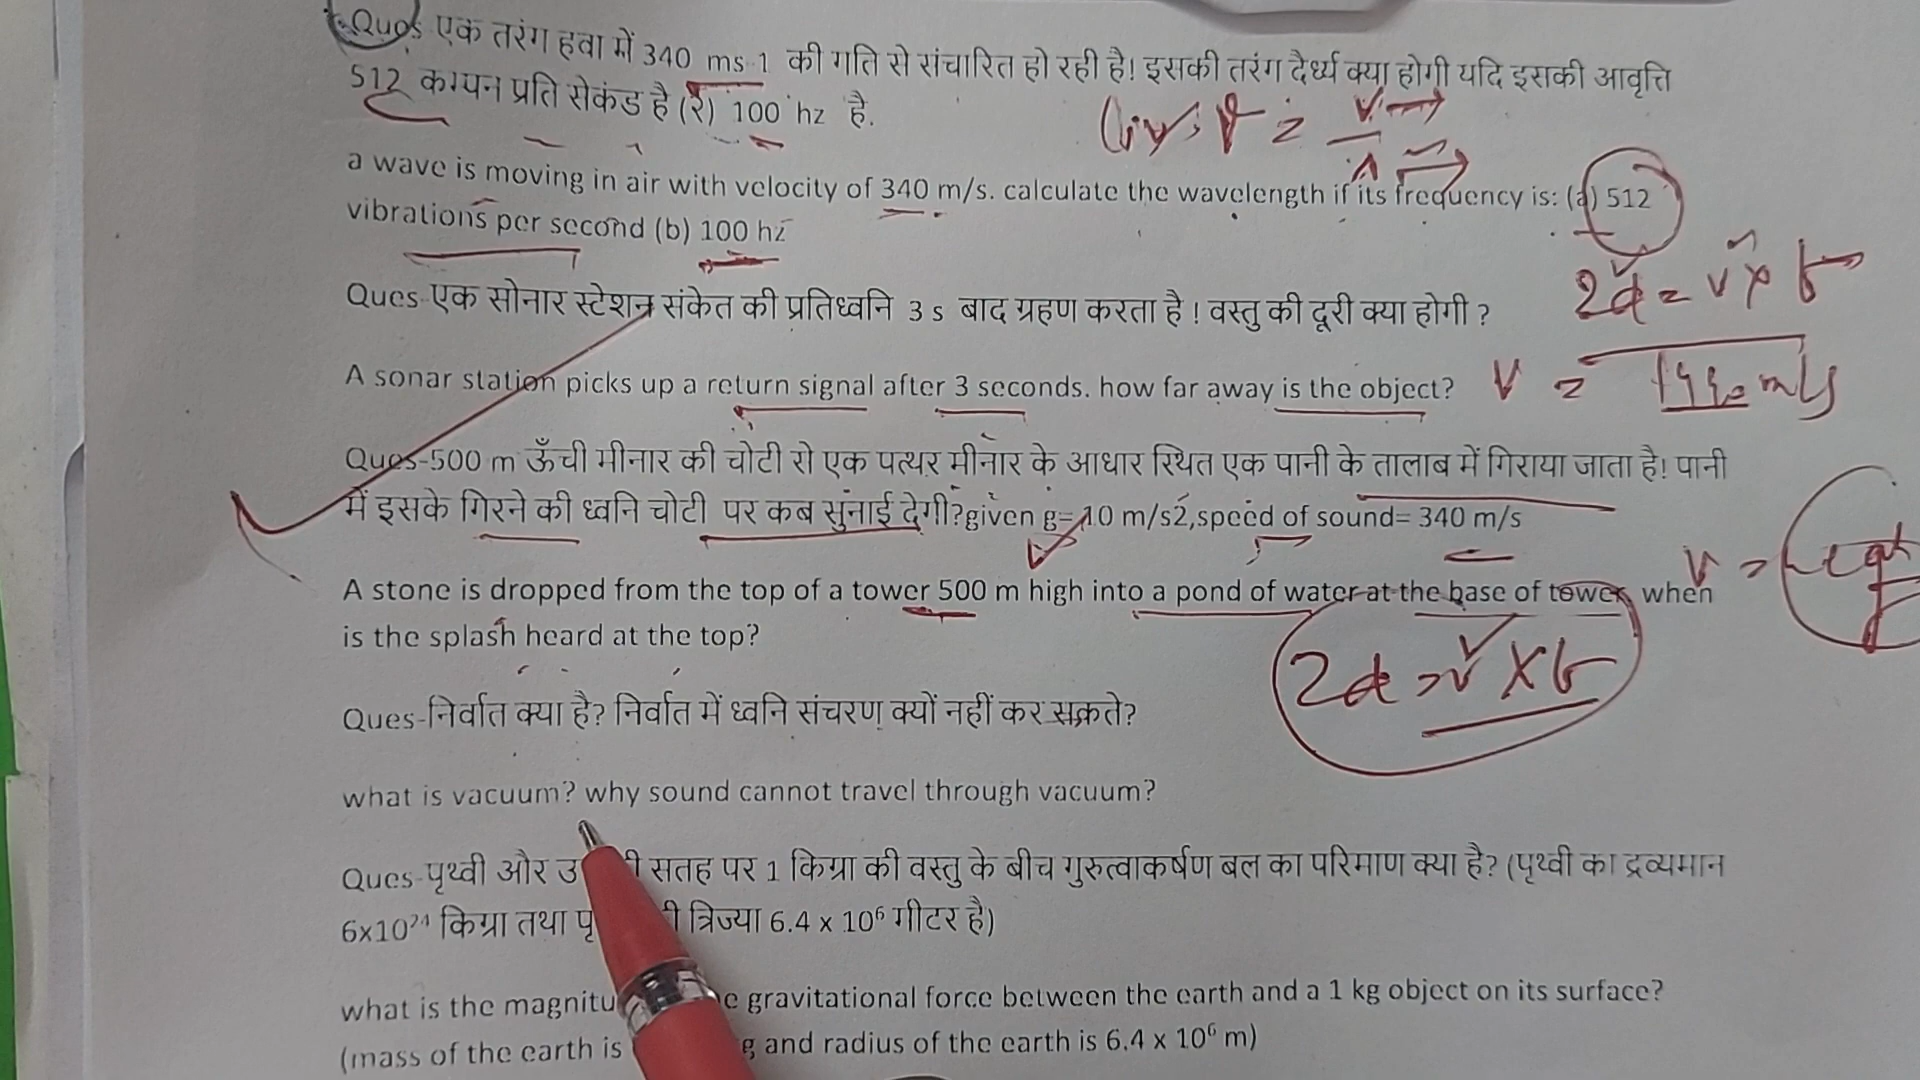 Ques एक तरंग हवा में 340 ms-1 की गति से संचारित हो रही है! इसकी तरंग दैर्ध्य क्या होगी यदि इसकी आवृत्ति
512 कम्पन प्रति सेकंड है (२) 100 hz है.
V
λ
a wave is moving in air with velocity of 340 m/s. calculate the wavelength if its frequency is: (a) 512
vibrations per second (b) 100 hz
2d = v x t
Ques-एक सोनार स्टेशन संकेत की प्रतिध्वनि 3 s बाद ग्रहण करता है ! वस्तु की दूरी क्या होगी ?
A sonar station picks up a return signal after 3 seconds. how far away is the object?
V = m/s
Ques-500 m ऊँची मीनार की चोटी से एक पत्थर मीनार के आधार स्थित एक पानी के तालाब में गिराया जाता है! पानी
में इसके गिरने की ध्वनि चोटी पर कब सुनाई देगी?given g= 10 m/s2,speed of sound= 340 m/s
A stone is dropped from the top of a tower 500 m high into a pond of water at the base of tower, when
is the splash heard at the top?
V =
2d = v x t
Ques-निर्वात क्या है? निर्वात में ध्वनि संचरण क्यों नहीं कर सकते?
what is vacuum? why sound cannot travel through vacuum?
Ques-पृथ्वी और सतह पर 1 किग्रा की वस्तु के बीच गुरुत्वाकर्षण बल का परिमाण क्या है? (पृथ्वी का द्रव्यमान
6x10²⁴ किग्रा तथा त्रिज्या 6.4 x 10⁶ मीटर है)
what is the gravitational force between the earth and a 1 kg object on its surface?
(mass of the earth is and radius of the earth is 6.4 x 10⁶ m)